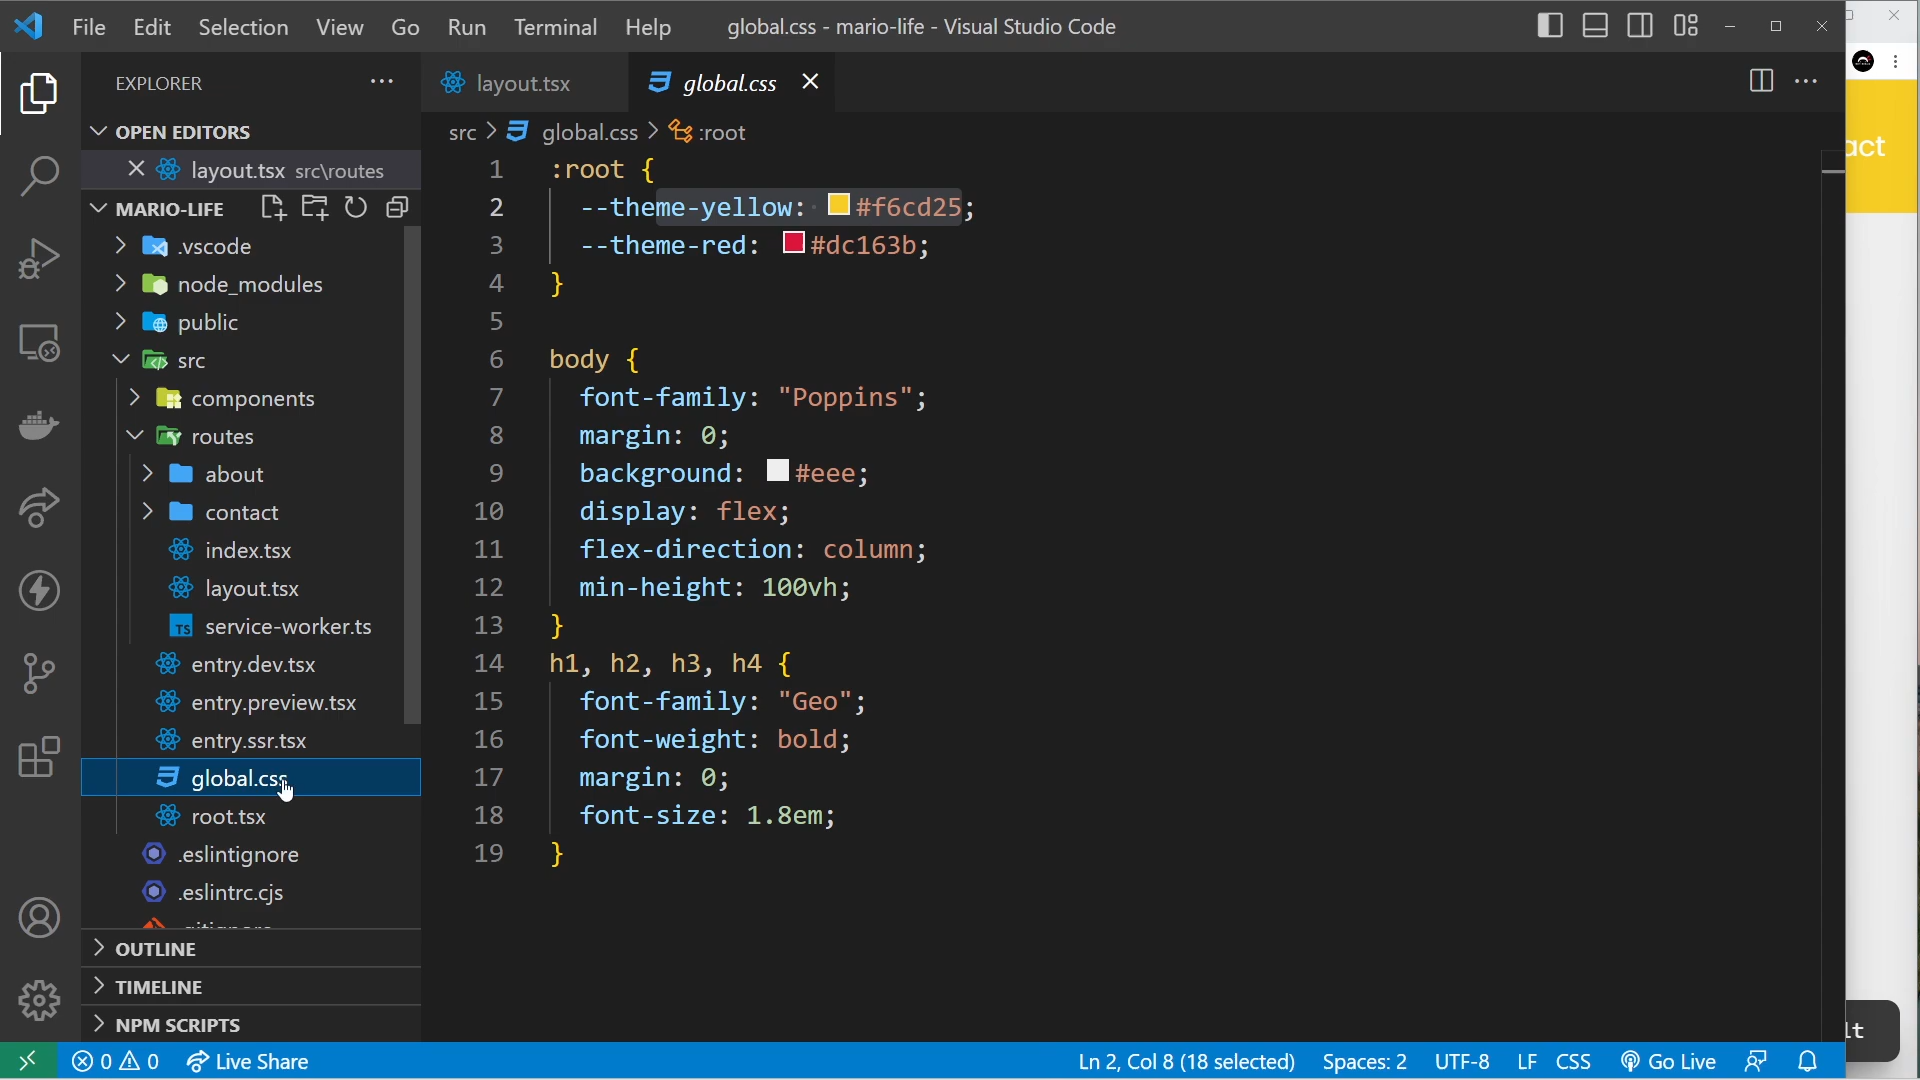 File Edit Selection View Go Run Terminal Help
global.css - mario-life - Visual Studio Code
EXPLORER
OPEN EDITORS
layout.tsx src\routes
MARIO-LIFE
.vscode
node_modules
public
src
components
routes
about
contact
index.tsx
layout.tsx
TS service-worker.ts
entry.dev.tsx
entry.preview.tsx
entry.ssr.tsx
global.css
root.tsx
.eslintignore
.eslintrc.cjs
.gitignore
OUTLINE
TIMELINE
NPM SCRIPTS
layout.tsx
global.css
src > global.css > :root
1 :root {
2 --theme-yellow: #f6cd25;
3 --theme-red: #dc163b;
4 }
5
6 body {
7 font-family: "Poppins";
8 margin: 0;
9 background: #eee;
10 display: flex;
11 flex-direction: column;
12 min-height: 100vh;
13 }
14 h1, h2, h3, h4 {
15 font-family: "Geo";
16 font-weight: bold;
17 margin: 0;
18 font-size: 1.8em;
19 }
act
lt
0 0 Live Share
Ln 2, Col 8 (18 selected) Spaces: 2 UTF-8 LF CSS Go Live